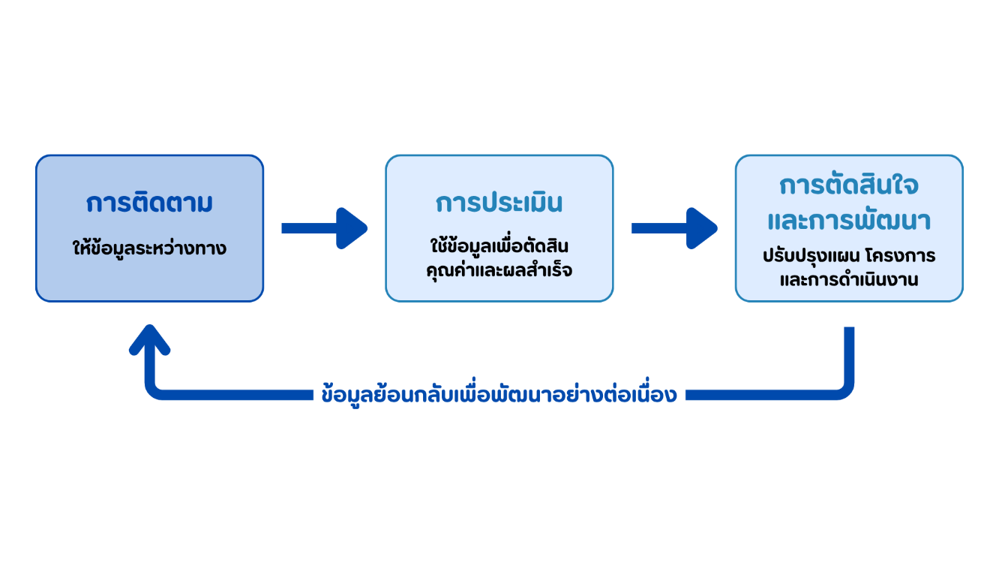 การติดตาม
ให้ข้อมูลระหว่างทาง
การประเมิน
ใช้ข้อมูลเพื่อตัดสิน
คุณค่าและผลสำเร็จ
การตัดสินใจ
และการพัฒนา
ปรับปรุงแผน โครงการ
และการดำเนินงาน
ข้อมูลย้อนกลับเพื่อพัฒนาอย่างต่อเนื่อง